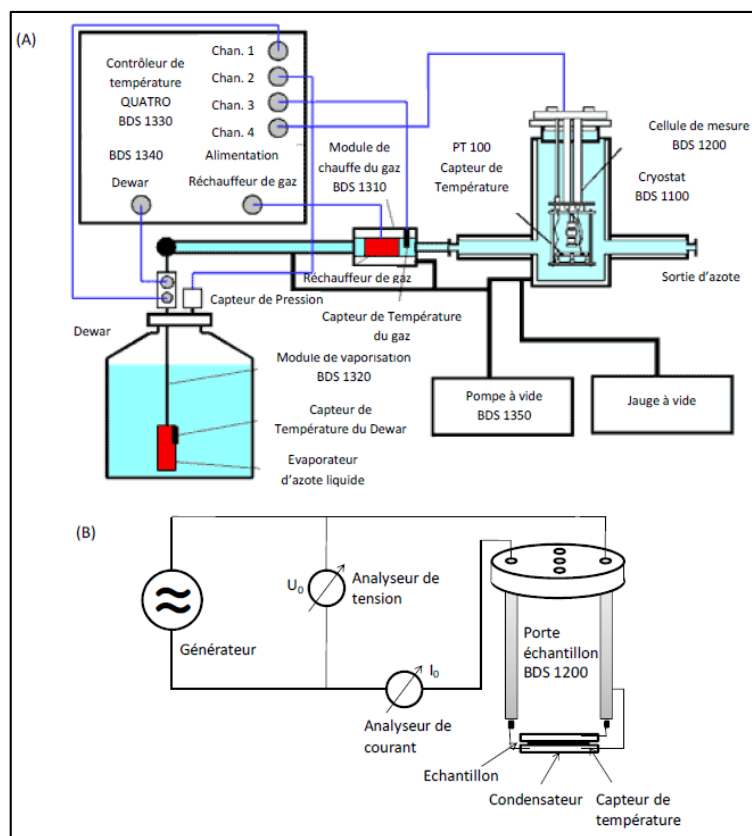 (A)
Contrôleur de
température
QUATRO
BDS 1330
Chan. 1
Chan. 2
Chan. 3
Chan. 4
BDS 1340
Alimentation
Dewar
Réchauffeur de gaz
Module de
chauffe du gaz
BDS 1310
PT 100
Capteur de
Température
Cellule de mesure
BDS 1200
Cryostat
BDS 1100
Sortie d'azote
Réchauffeur de gaz
Capteur de Pression
Capteur de Température
du gaz
Dewar
Module de vaporisation
BDS 1320
Capteur de
Température du Dewar
Evaporateur
d'azote liquide
Pompe à vide
BDS 1350
Jauge à vide
(B)
Générateur
U0
Analyseur de
tension
I0
Analyseur de
courant
Porte
échantillon
BDS 1200
Echantillon
Condensateur
Capteur de
température